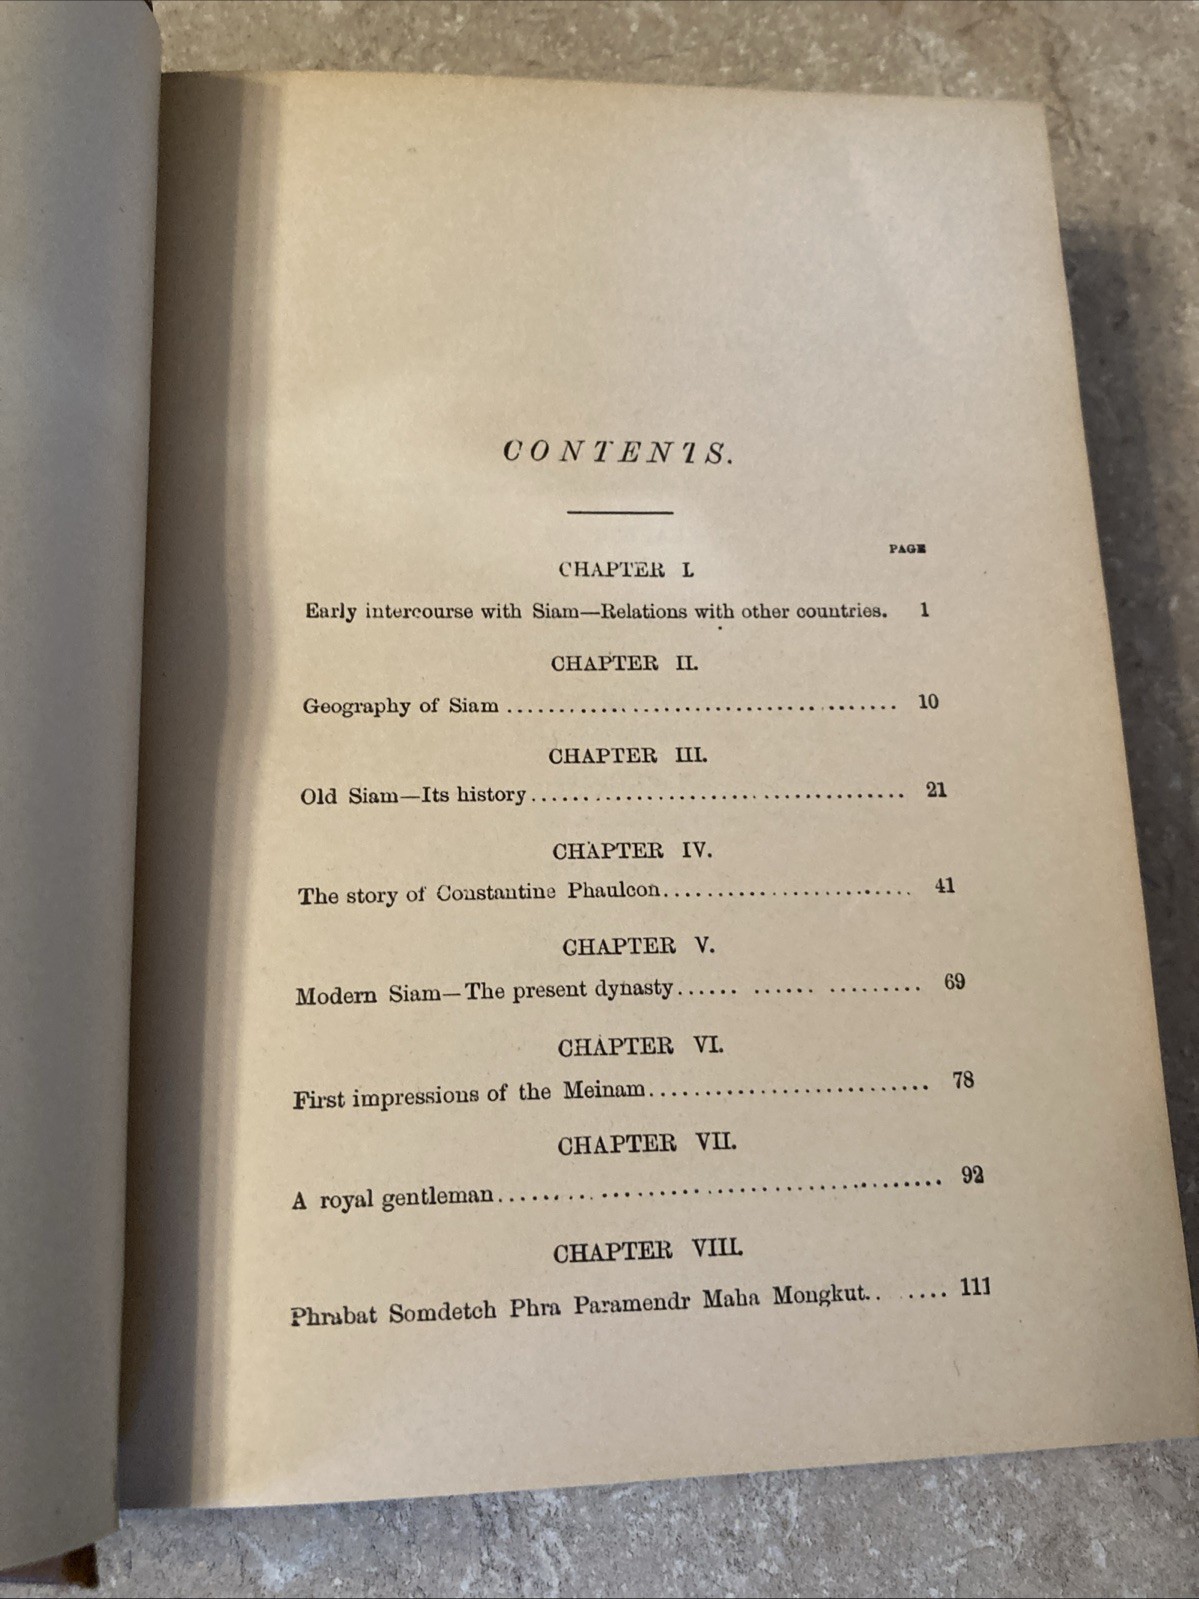 CONTENTS.
PAGE
CHAPTER I.
Early intercourse with Siam—Relations with other countries. 1
CHAPTER II.
Geography of Siam ........................................ 10
CHAPTER III.
Old Siam—Its history...................................... 21
CHAPTER IV.
The story of Constantine Phaulcon......................... 41
CHAPTER V.
Modern Siam—The present dynasty...... ...... ......... 69
CHAPTER VI.
First impressions of the Meinam........................... 78
CHAPTER VII.
A royal gentleman......................................... 92
CHAPTER VIII.
Phrabat Somdetch Phra Paramendr Maha Mongkut.. ..... 111